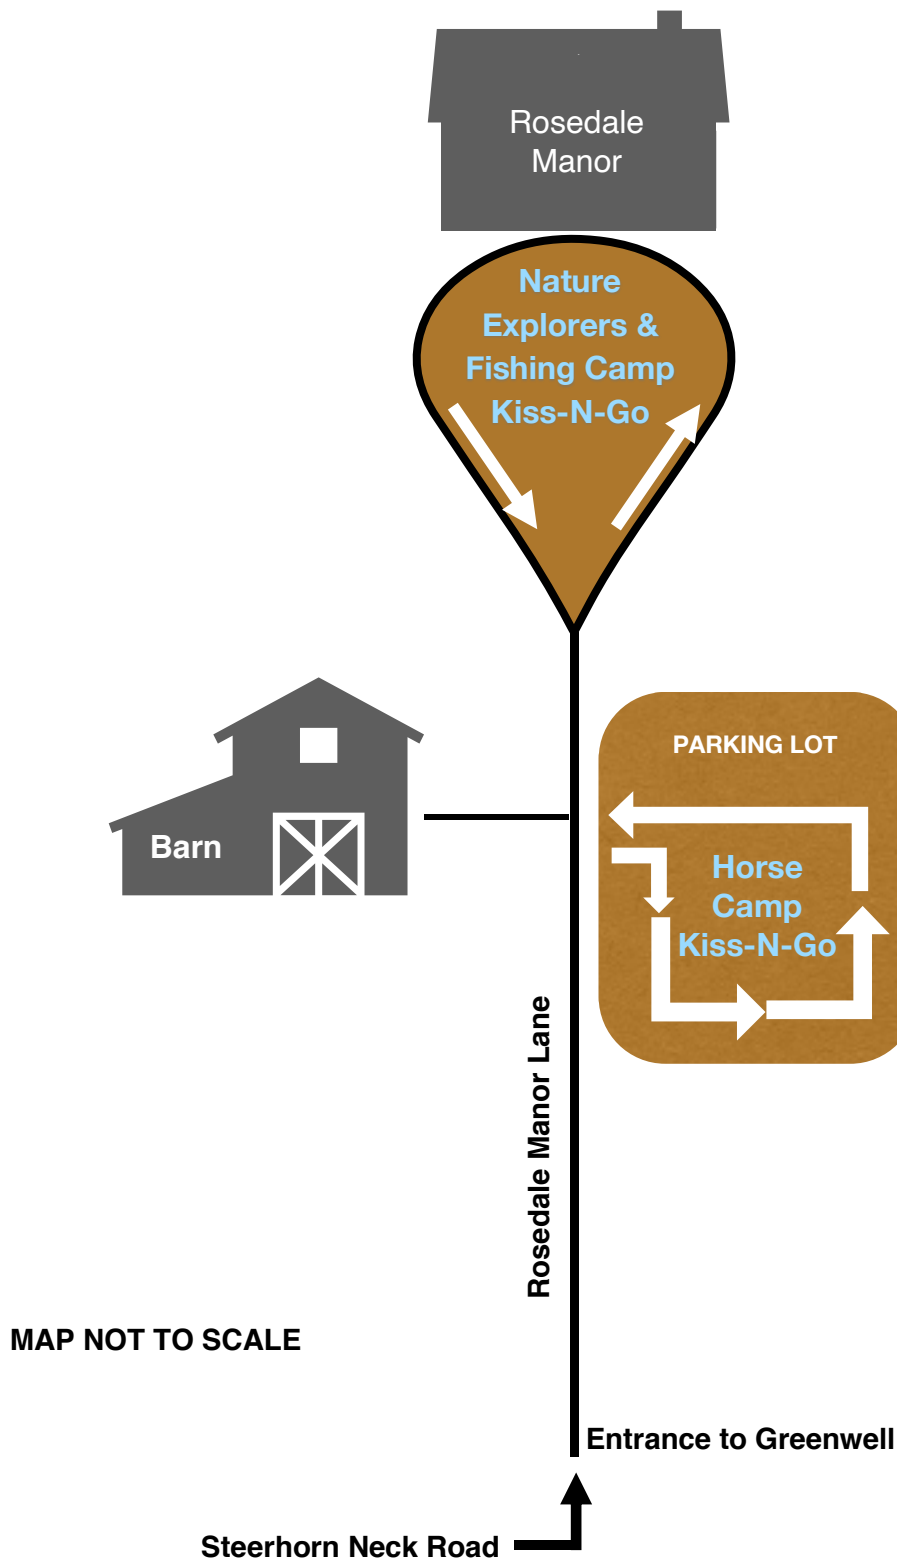 Rosedale
Manor
Nature
Explorers &
Fishing Camp
Kiss-N-Go
PARKING LOT
Barn
Horse
Camp
Kiss-N-Go
Rosedale Manor Lane
MAP NOT TO SCALE
Entrance to Greenwell
Steerhorn Neck Road